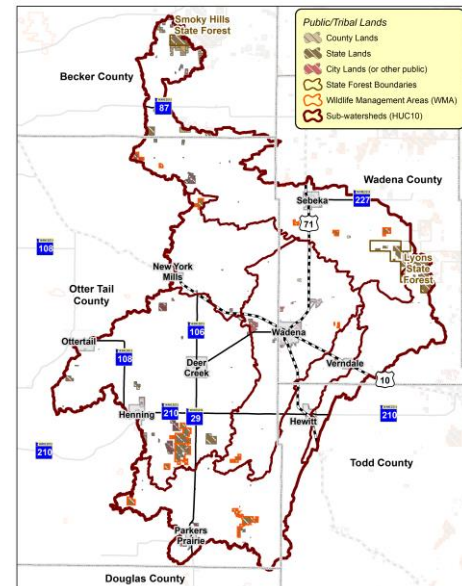 Smoky Hills
State Forest
Public/Tribal Lands
County Lands
State Lands
City Lands (or other public)
State Forest Boundaries
Wildlife Management Areas (WMA)
Sub-watersheds (HUC10)
Becker County
87
Wadena County
Sebeka
227
71
108
New York
Mills
Lyons
State
Forest
Otter Tail
County
106
Wadena
Ottertail
108
Deer
Creek
Verndale
10
Henning
210
29
Hewitt
210
210
Todd County
Parkers
Prairie
Douglas County